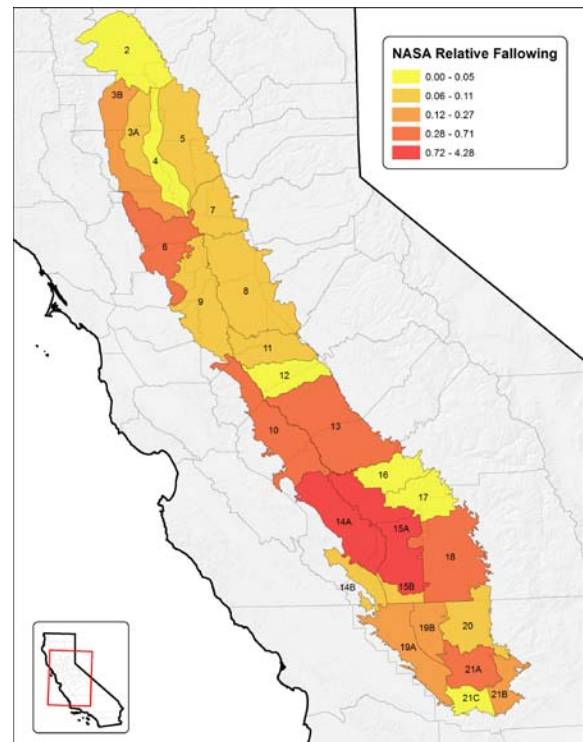 NASA Relative Fallowing
0.00 - 0.05
0.06 - 0.11
0.12 - 0.27
0.28 - 0.71
0.72 - 4.28
2
3B
3A
5
4
7
6
8
9
11
12
10
13
16
17
14A
15A
18
14B
15B
19B
20
19A
21A
21C
21B